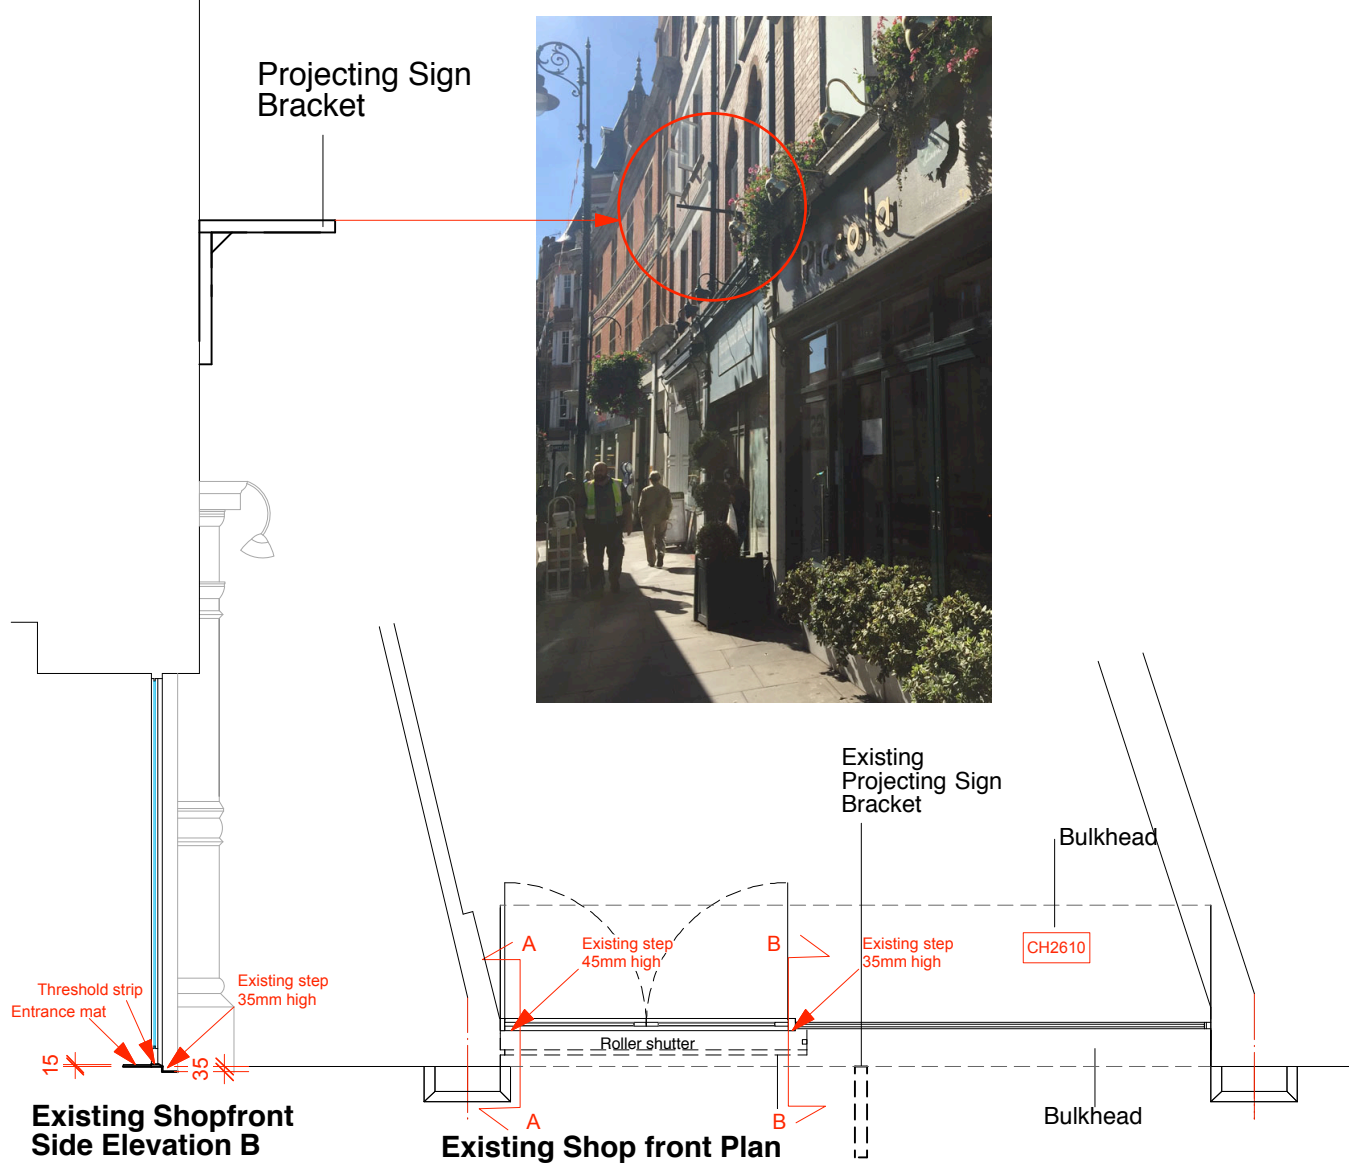 Projecting Sign
Bracket
Piccola
Existing
Projecting Sign
Bracket
Bulkhead
A
Existing step
45mm high
B
Existing step
35mm high
CH2610
Existing step
35mm high
Threshold strip
Entrance mat
Roller shutter
15
35
A
B
Bulkhead
Existing Shopfront
Side Elevation B
Existing Shop front Plan